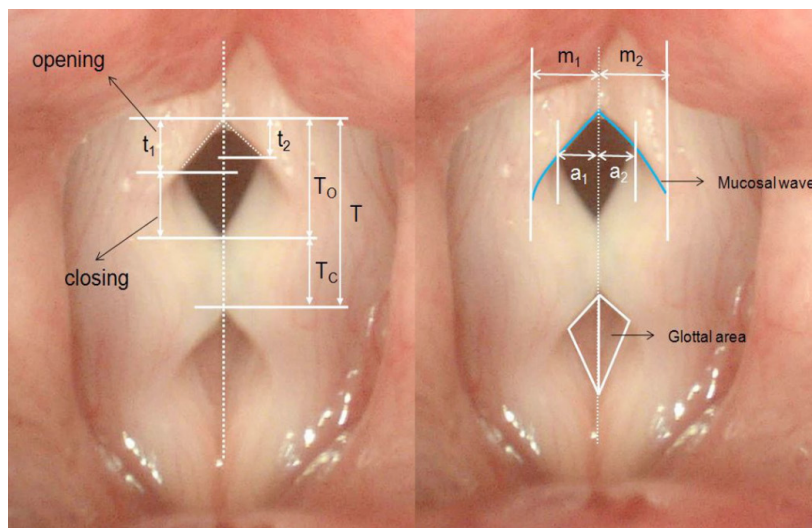 opening
t1
t2
TO
T
closing
TC
m1
m2
a1
a2
Mucosal wave
Glottal area